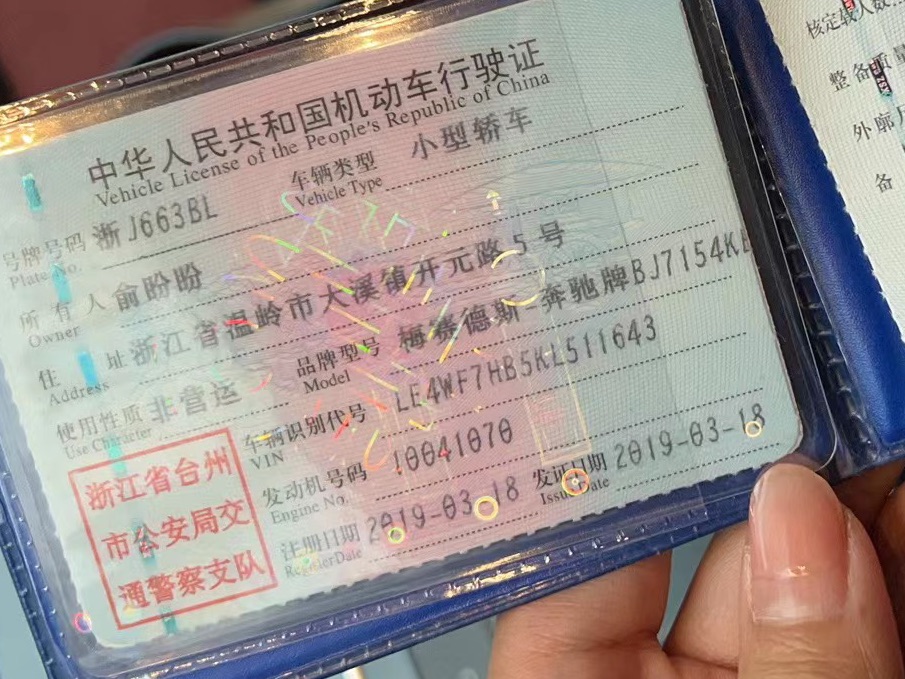 中华人民共和国机动车行驶证
Vehicle License of the People's Republic of China
号牌号码 浙J663BL 车辆类型 小型轿车
Plate No. Vehicle Type
所有人 俞盼盼
Owner
住址 浙江省温岭市大溪镇开元路5号
Address
使用性质 非营运 品牌型号 梅赛德斯-奔驰牌BJ7154KE
Use Character Model
车辆识别代号 LE4WF7HB5KL511643
VIN
发动机号码 10041070
Engine No.
注册日期 2019-03-18 发证日期 2019-03-18
Register Date Issue Date
浙江省台州
市公安局交
通警察支队
核定载人数
整备质量
外廓尺
备